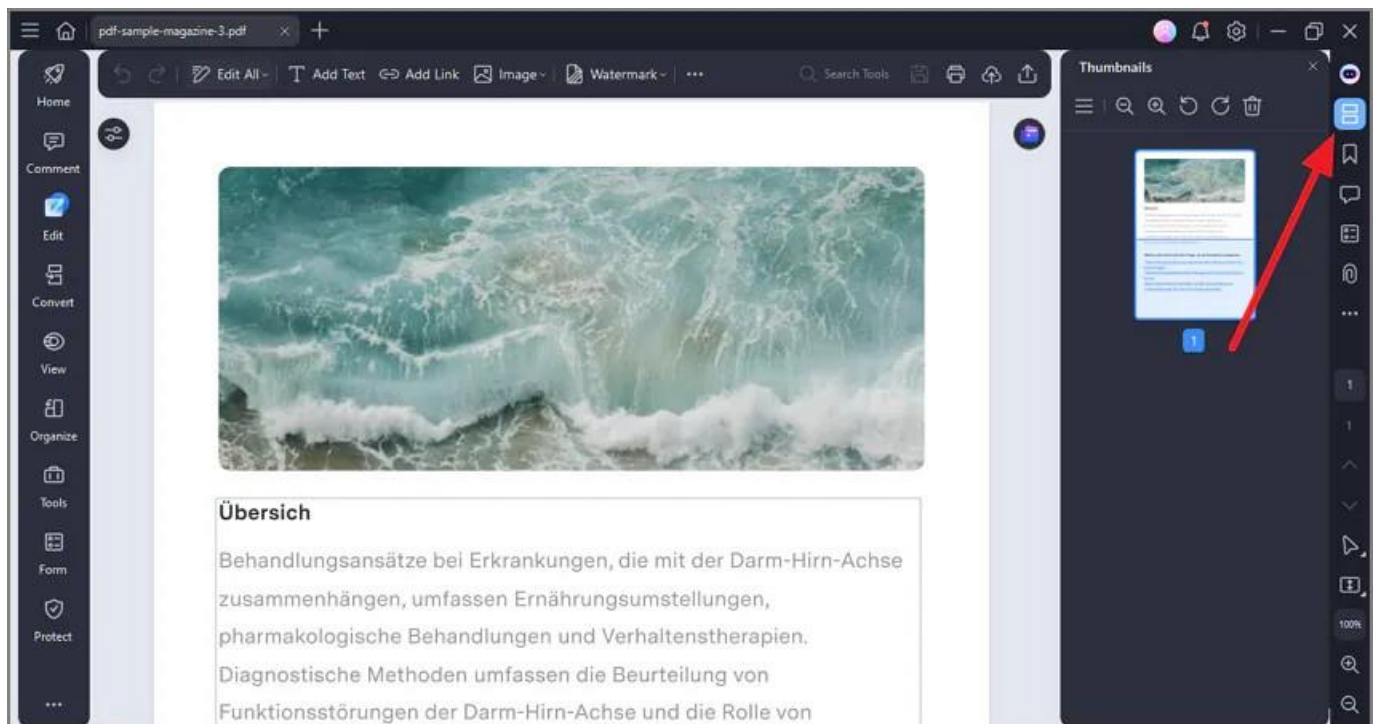 pdf-sample-magazine-3.pdf
Home
Comment
Edit
Convert
View
Organize
Tools
Form
Protect
Edit All
Add Text
Add Link
Image
Watermark
Search Tools
Übersich
Behandlungsansätze bei Erkrankungen, die mit der Darm-Hirn-Achse
zusammenhängen, umfassen Ernährungsumstellungen,
pharmakologische Behandlungen und Verhaltenstherapien.
Diagnostische Methoden umfassen die Beurteilung von
Funktionsstörungen der Darm-Hirn-Achse und die Rolle von
Thumbnails
1
1
1
100%